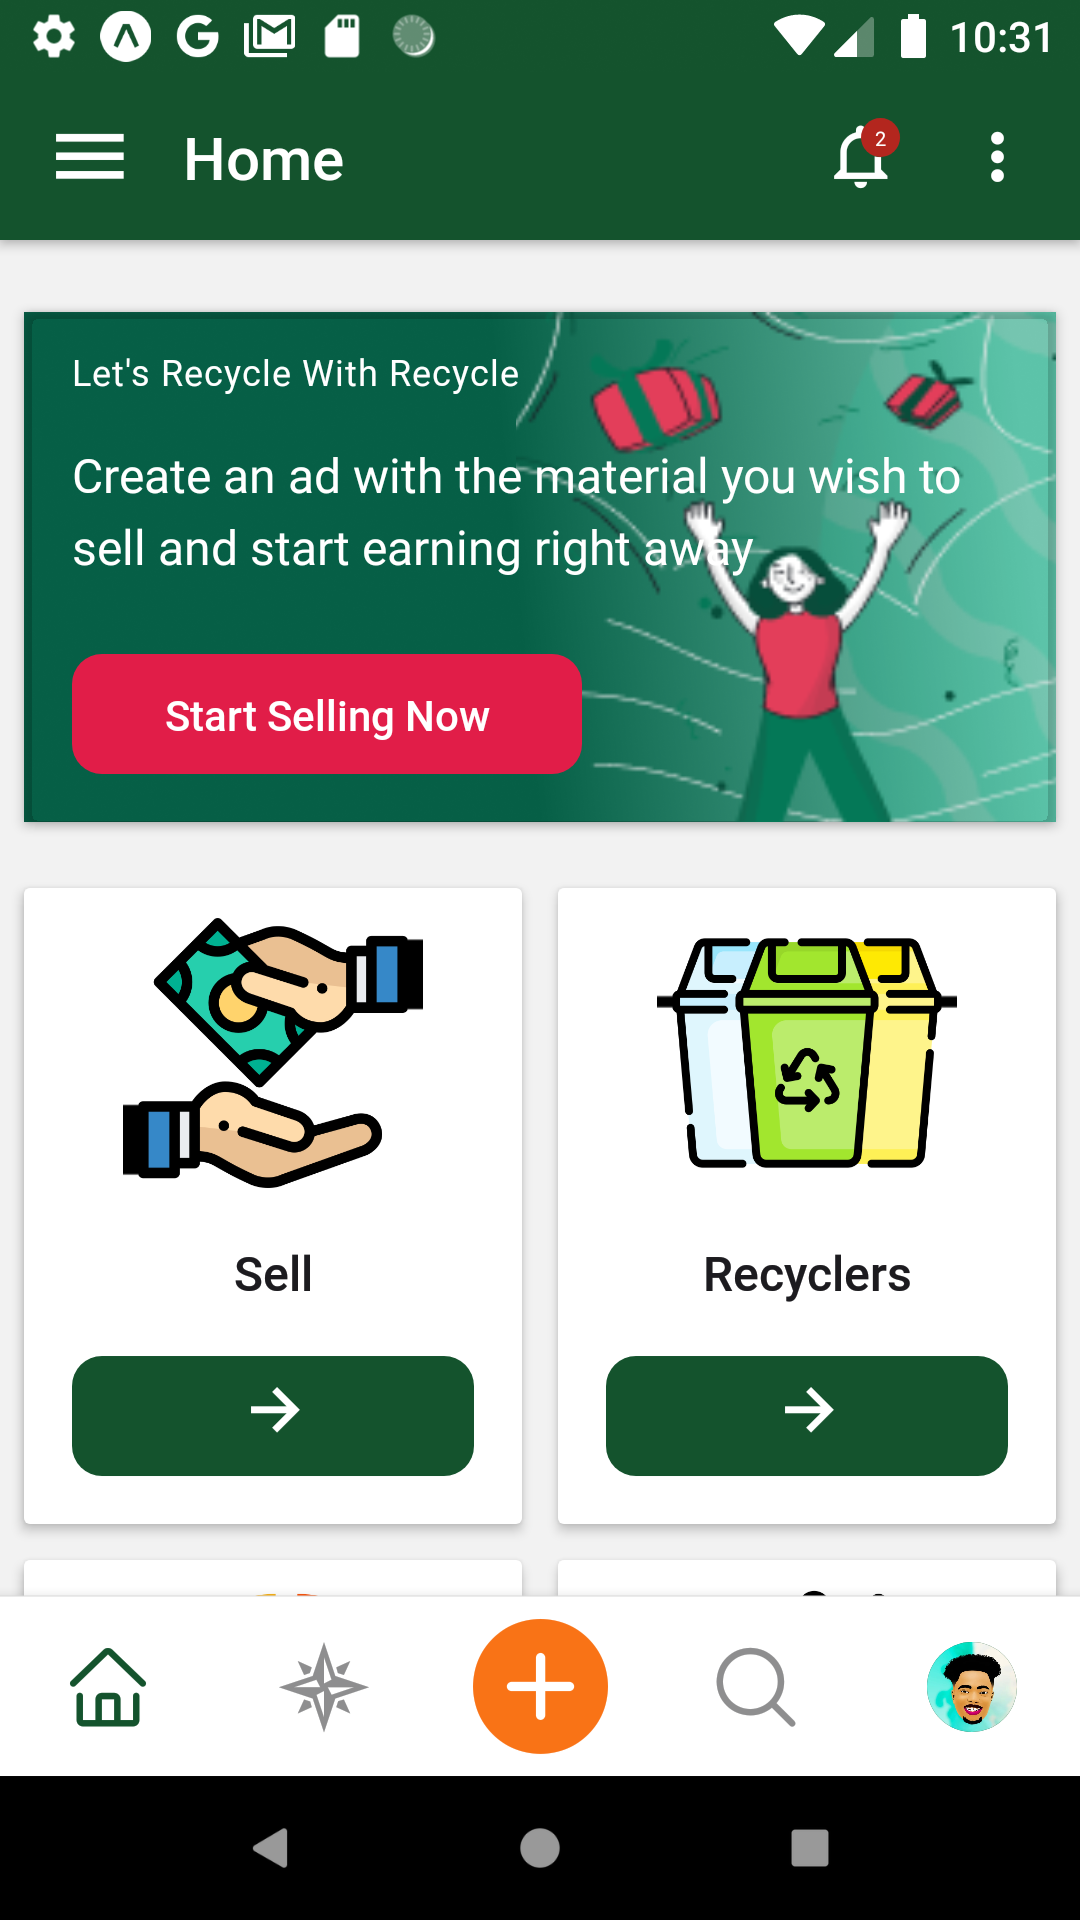 10:31
Home
2
Let's Recycle With Recycle
Create an ad with the material you wish to
sell and start earning right away
Start Selling Now
Sell
Recyclers